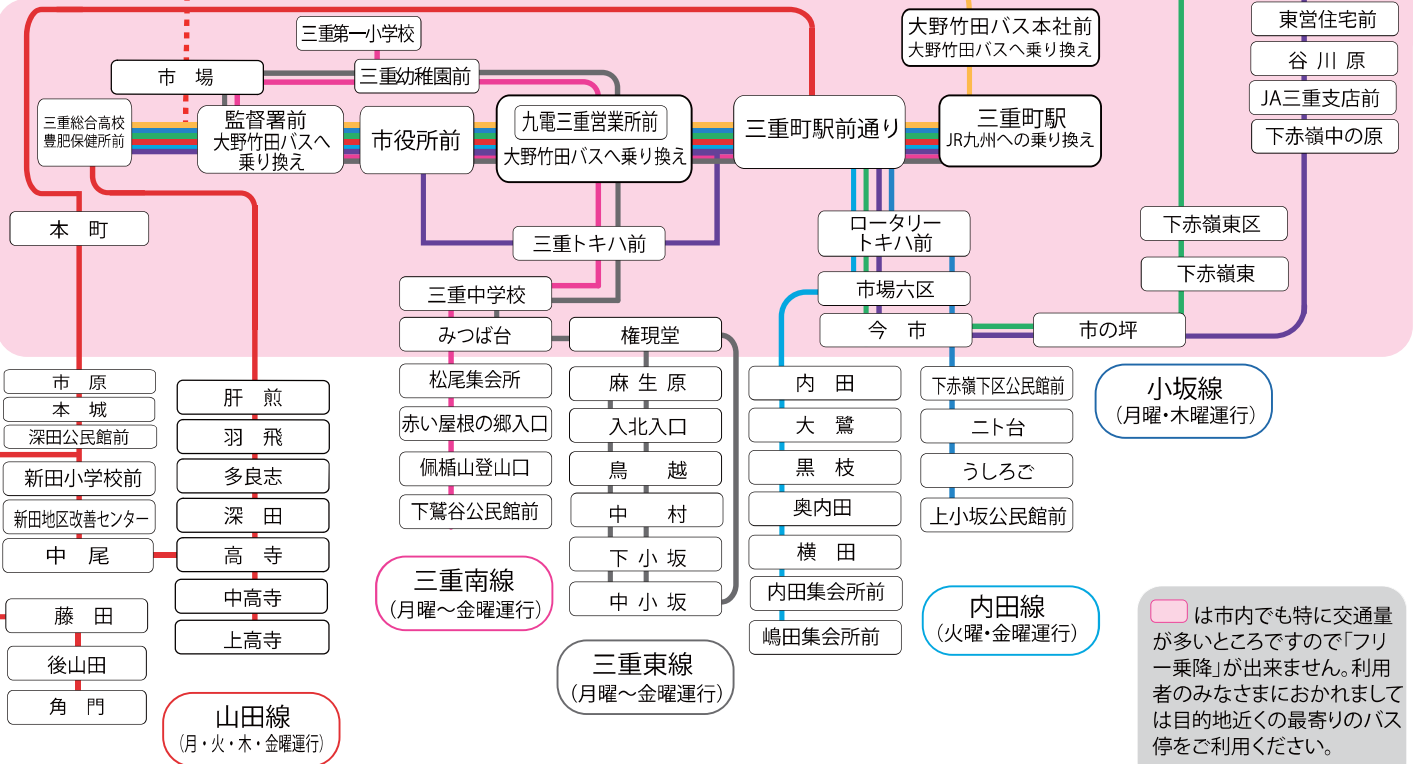 三重第一小学校
大野竹田バス本社前
大野竹田バスへ乗り換え
東営住宅前
谷川原
JA三重支店前
下赤嶺中の原
市　場
三重幼稚園前
三重総合高校
豊肥保健所前
監督署前
大野竹田バスへ
乗り換え
市役所前
九電三重営業所前
大野竹田バスへ乗り換え
三重町駅前通り
三重町駅
JR九州への乗り換え
本　町
三重トキハ前
ロータリー
トキハ前
下赤嶺東区
下赤嶺東
三重中学校
市場六区
みつば台
権現堂
今　市
市の坪
市　原
本　城
深田公民館前
新田小学校前
新田地区改善センター
中　尾
藤　田
後山田
角　門
肝　煎
羽　飛
多良志
深　田
高　寺
中高寺
上高寺
山田線
(月・火・木・金曜運行)
松尾集会所
赤い屋根の郷入口
佩楯山登山口
下鷲谷公民館前
三重南線
(月曜～金曜運行)
麻生原
入北入口
鳥　越
中　村
下小坂
中小坂
三重東線
(月曜～金曜運行)
内　田
大　鷺
黒　枝
奥内田
横　田
内田集会所前
嶋田集会所前
内田線
(火曜・金曜運行)
下赤嶺下区公民館前
ニト台
うしろご
上小坂公民館前
小坂線
(月曜・木曜運行)
は市内でも特に交通量
が多いところですので「フリ
ー乗降」が出来ません。利用
者のみなさまにおかれまして
は目的地近くの最寄りのバス
停をご利用ください。